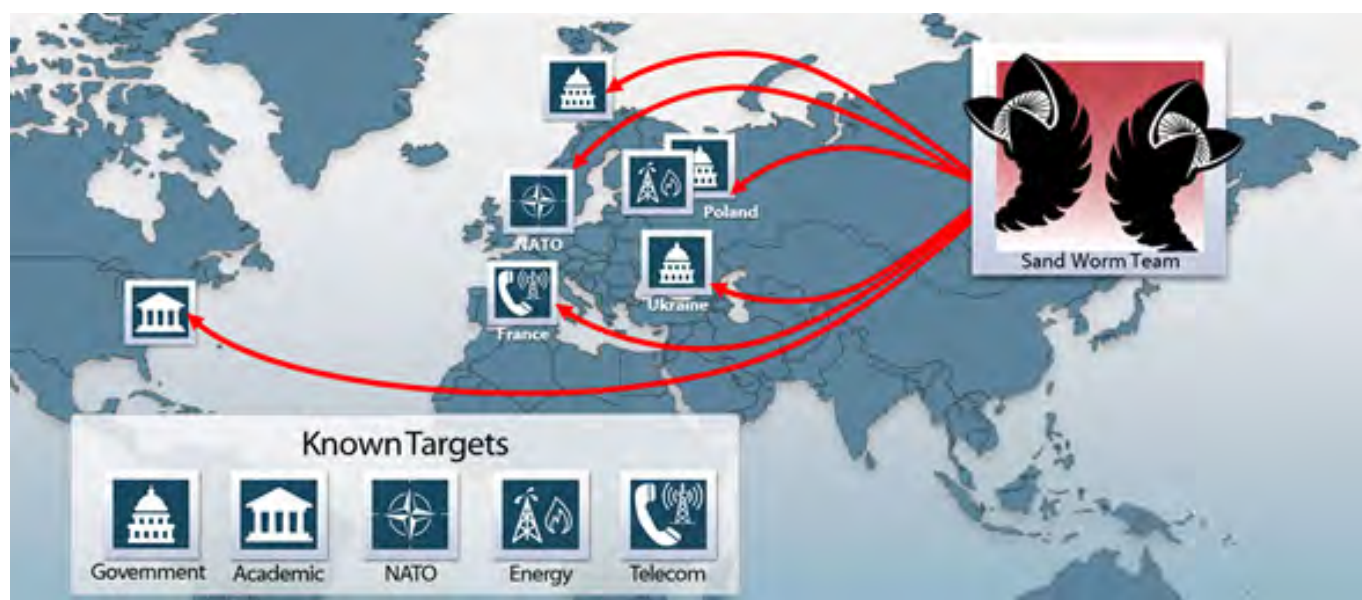 Sand Worm Team
Poland
NATO
Ukraine
France
Known Targets
Government
Academic
NATO
Energy
Telecom